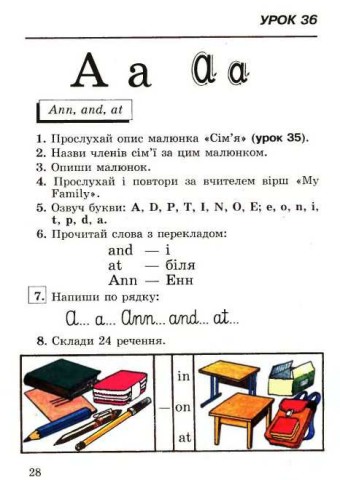 УРОК 36
A a A a
Ann, and, at
1. Прослухай опис малюнка «Сім'я» (урок 35).
2. Назви членів сім'ї за цим малюнком.
3. Опиши малюнок.
4. Прослухай і повтори за вчителем вірш «My
Family».
5. Озвуч букви: A, D, P, T, I, N, O, E; e, o, n, i,
t, p, d, a.
6. Прочитай слова з перекладом:
and — і
at — біля
Ann — Енн
7. Напиши по рядку:
A... a... Ann... and... at...
8. Склади 24 речення.
— in
on
at
28